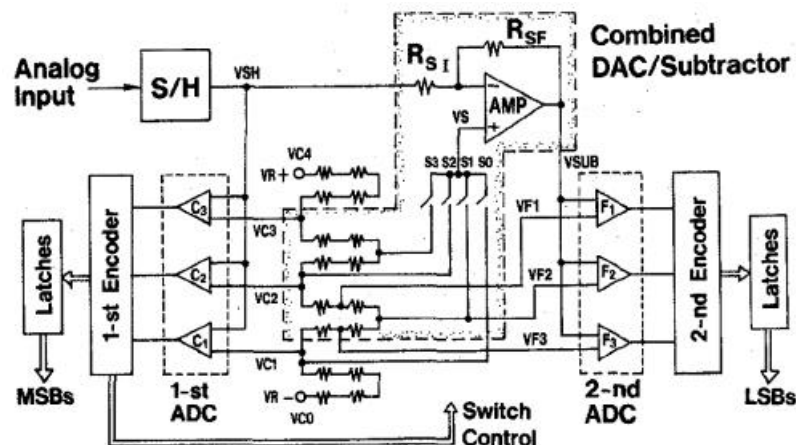 Analog
Input
S/H
VSH
R_SI
R_SF
Combined
DAC/Subtractor
AMP
−
+
VS
VC4
VR+
S3 S2 S1 S0
VSUB
C3
VC3
VF1
F1
Latches
1-st Encoder
C2
VC2
VF2
F2
2-nd Encoder
Latches
C1
VC1
VF3
F3
MSBs
1-st
ADC
VR−
VC0
Switch
Control
2-nd
ADC
LSBs